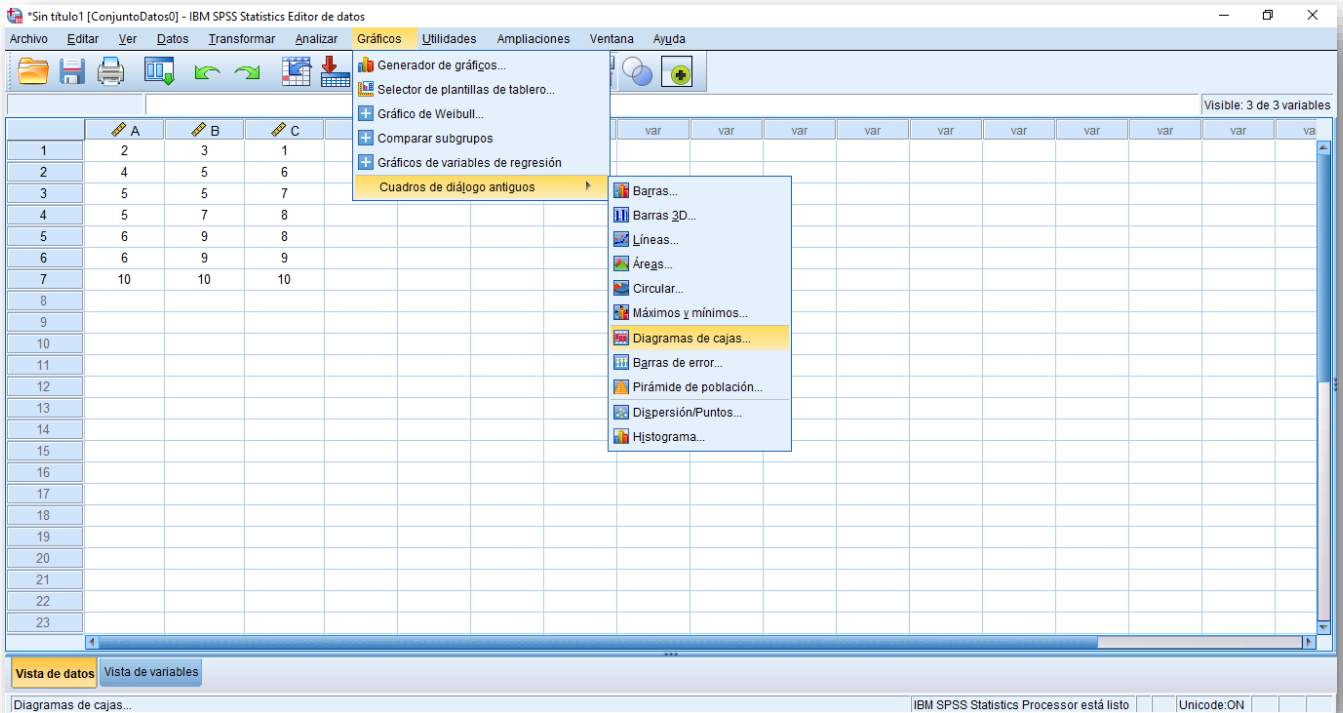 *Sin título1 [ConjuntoDatos0] - IBM SPSS Statistics Editor de datos
Archivo Editar Ver Datos Transformar Analizar Gráficos Utilidades Ampliaciones Ventana Ayuda
Generador de gráficos...
Selector de plantillas de tablero...
Gráfico de Weibull...
Comparar subgrupos
Gráficos de variables de regresión
Cuadros de diálogo antiguos
Barras...
Barras 3D...
Líneas...
Áreas...
Circular...
Máximos y mínimos...
Diagramas de cajas...
Barras de error...
Pirámide de población...
Dispersión/Puntos...
Histograma...
Visible: 3 de 3 variables
A B C var var var var var var var var var va
1 2 3 1
2 4 5 6
3 5 5 7
4 5 7 8
5 6 9 8
6 6 9 9
7 10 10 10
8
9
10
11
12
13
14
15
16
17
18
19
20
21
22
23
Vista de datos Vista de variables
Diagramas de cajas... IBM SPSS Statistics Processor está listo Unicode:ON